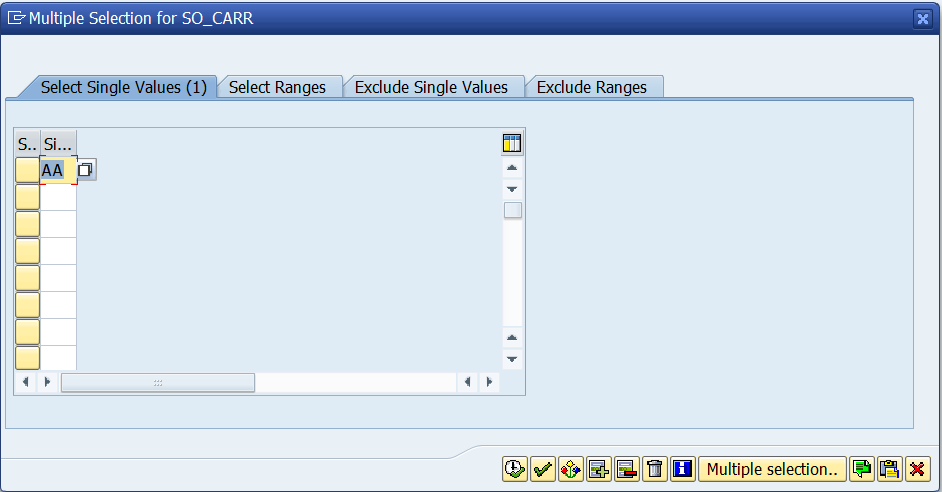 Multiple Selection for SO_CARR
Select Single Values (1) Select Ranges Exclude Single Values Exclude Ranges
S.. Si...
AA
Multiple selection..